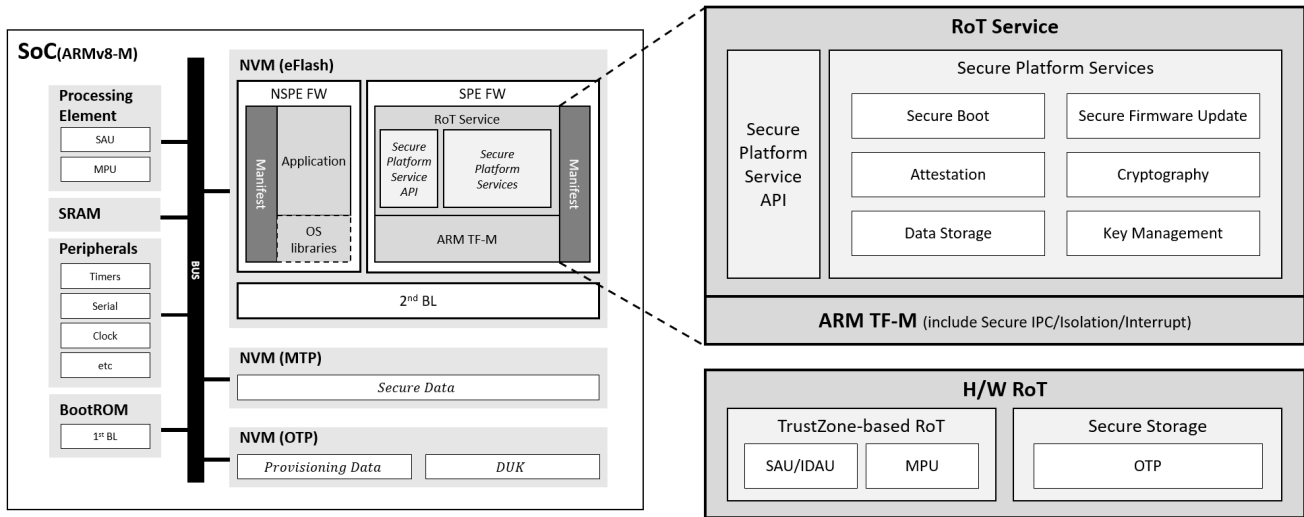 SoC(ARMv8-M)
Processing
Element
SAU
MPU
SRAM
Peripherals
Timers
Serial
Clock
etc
BootROM
1st BL
BUS
NVM (eFlash)
NSPE FW
Manifest
Application
OS
libraries
SPE FW
RoT Service
Secure
Platform
Service
API
Secure
Platform
Services
ARM TF-M
Manifest
2nd BL
NVM (MTP)
Secure Data
NVM (OTP)
Provisioning Data
DUK
RoT Service
Secure
Platform
Service
API
Secure Platform Services
Secure Boot
Secure Firmware Update
Attestation
Cryptography
Data Storage
Key Management
ARM TF-M (include Secure IPC/Isolation/Interrupt)
H/W RoT
TrustZone-based RoT
SAU/IDAU
MPU
Secure Storage
OTP